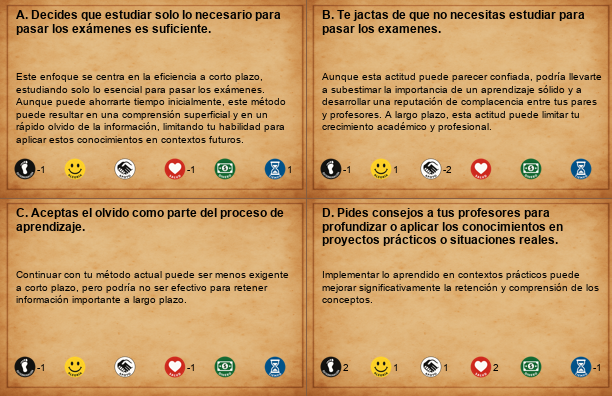 A. Decides que estudiar solo lo necesario para
pasar los exámenes es suficiente.
Este enfoque se centra en la eficiencia a corto plazo,
estudiando solo lo esencial para pasar los exámenes.
Aunque puede ahorrarte tiempo inicialmente, este método
puede resultar en una comprensión superficial y en un
rápido olvido de la información, limitando tu habilidad para
aplicar estos conocimientos en contextos futuros.
-1 -1 1
B. Te jactas de que no necesitas estudiar para
pasar los examenes.
Aunque esta actitud puede parecer confiada, podría llevarte
a subestimar la importancia de un aprendizaje sólido y a
desarrollar una reputación de complacencia entre tus pares
y profesores. A largo plazo, esta actitud puede limitar tu
crecimiento académico y profesional.
-1 1 -2
C. Aceptas el olvido como parte del proceso de
aprendizaje.
Continuar con tu método actual puede ser menos exigente
a corto plazo, pero podría no ser efectivo para retener
información importante a largo plazo.
-1 -1
D. Pides consejos a tus profesores para
profundizar o aplicar los conocimientos en
proyectos prácticos o situaciones reales.
Implementar lo aprendido en contextos prácticos puede
mejorar significativamente la retención y comprensión de los
conceptos.
2 1 1 2 -1